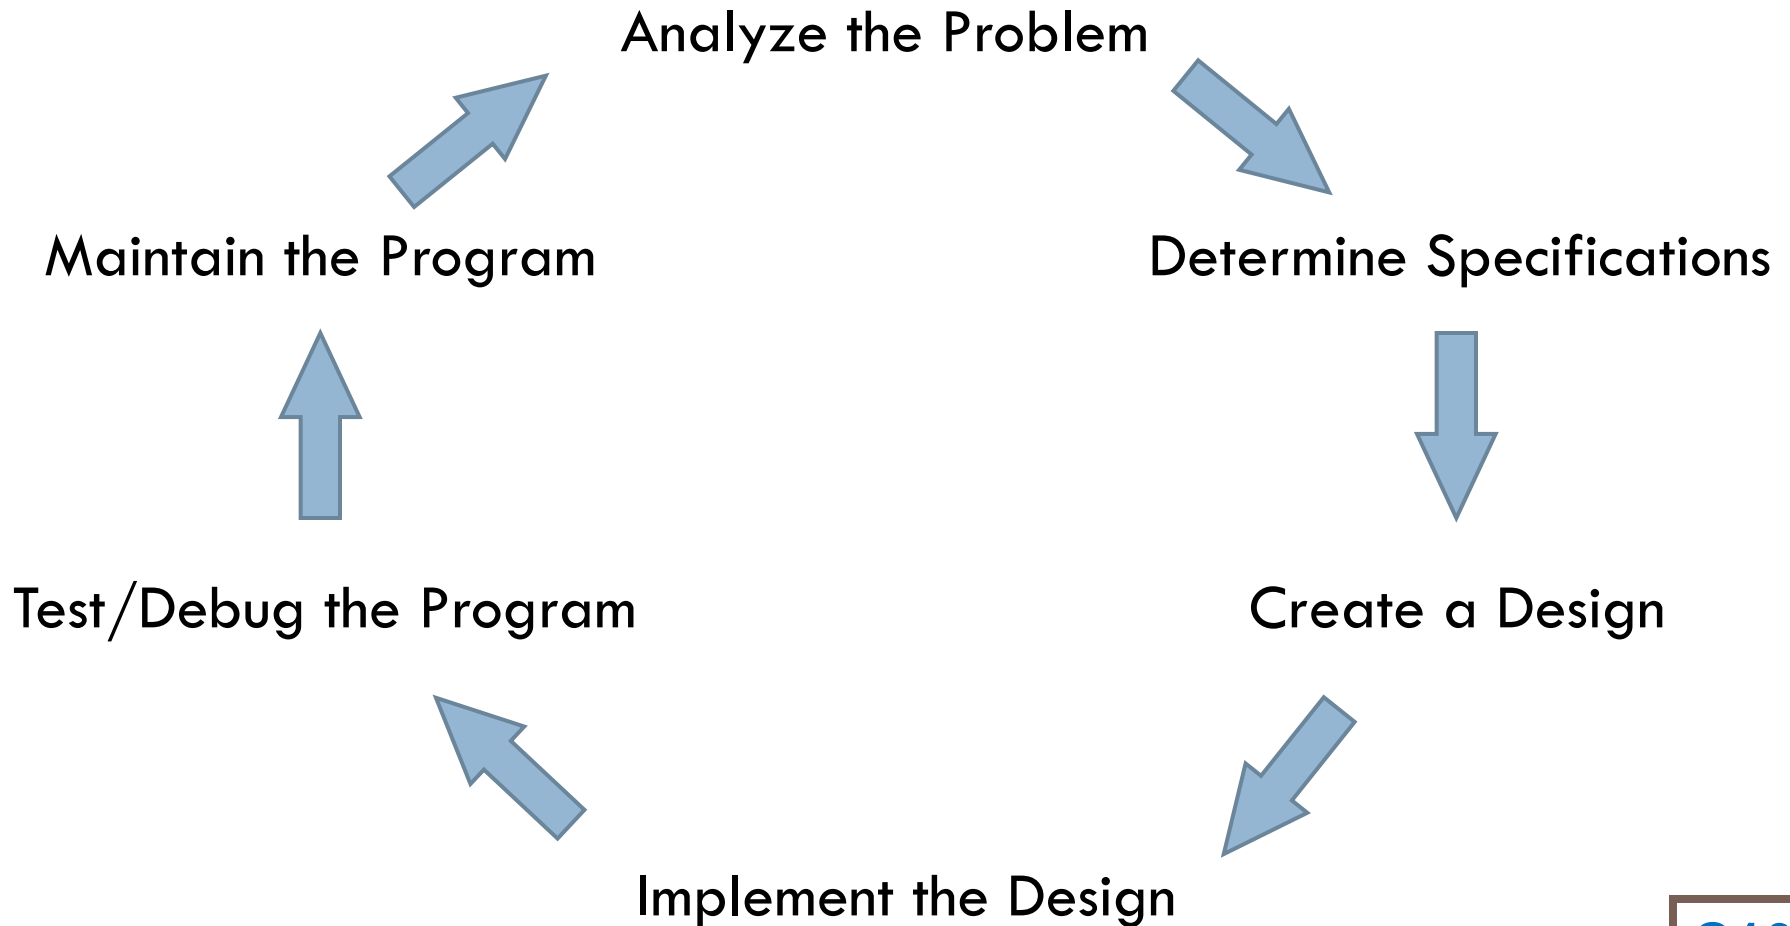 Analyze the Problem
Maintain the Program
Determine Specifications
Test/Debug the Program
Create a Design
Implement the Design